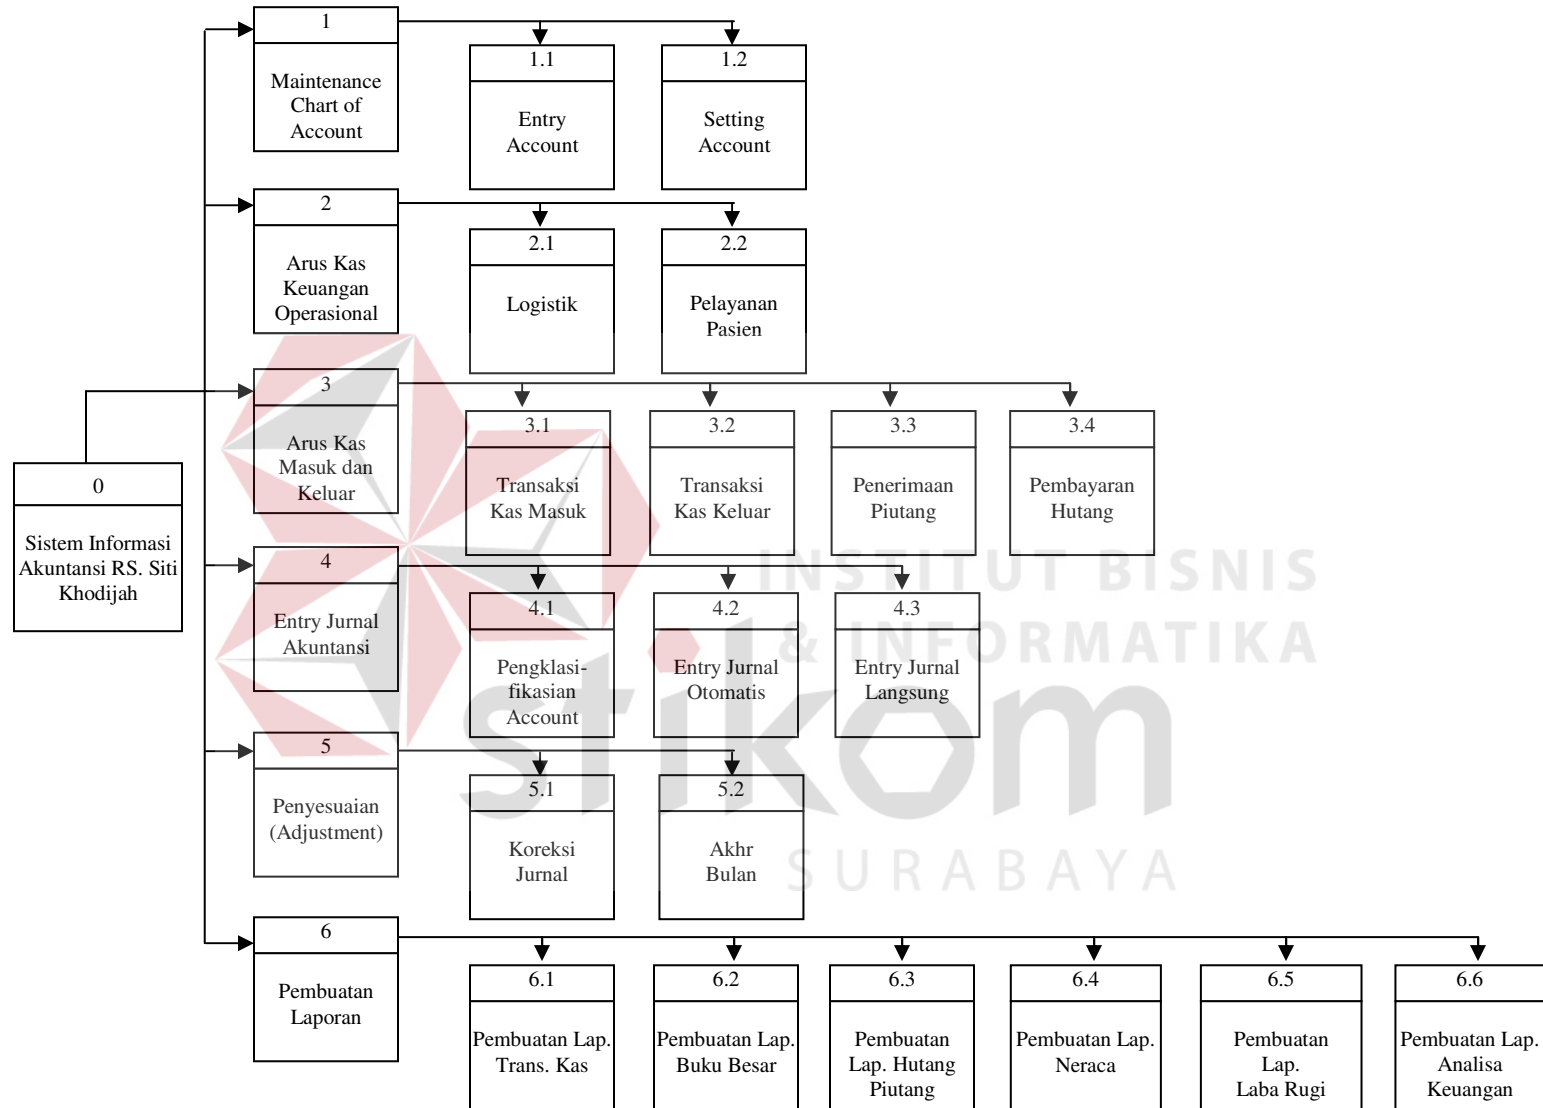 1
Maintenance
Chart of
Account
1.1
Entry
Account
1.2
Setting
Account
2
Arus Kas
Keuangan
Operasional
2.1
Logistik
2.2
Pelayanan
Pasien
3
Arus Kas
Masuk dan
Keluar
3.1
Transaksi
Kas Masuk
3.2
Transaksi
Kas Keluar
3.3
Penerimaan
Piutang
3.4
Pembayaran
Hutang
0
Sistem Informasi
Akuntansi RS. Siti
Khodijah
4
Entry Jurnal
Akuntansi
4.1
Pengklasi-
fikasian
Account
4.2
Entry Jurnal
Otomatis
4.3
Entry Jurnal
Langsung
INSTITUT BISNIS
& INFORMATIKA
stikom
SURABAYA
5
Penyesuaian
(Adjustment)
5.1
Koreksi
Jurnal
5.2
Akhr
Bulan
6
Pembuatan
Laporan
6.1
Pembuatan Lap.
Trans. Kas
6.2
Pembuatan Lap.
Buku Besar
6.3
Pembuatan
Lap. Hutang
Piutang
6.4
Pembuatan Lap.
Neraca
6.5
Pembuatan
Lap.
Laba Rugi
6.6
Pembuatan Lap.
Analisa
Keuangan